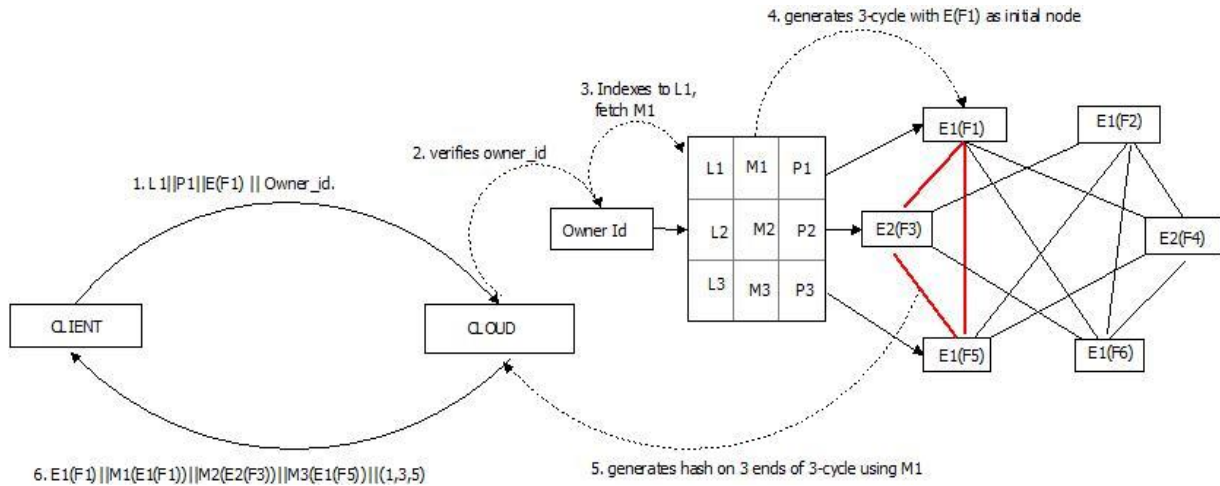 4. generates 3-cycle with E(F1) as initial node
3. Indexes to L1,
fetch M1
2. verifies owner_id
1. L1||P1||E(F1) || Owner_id.
Owner Id
L1 M1 P1
L2 M2 P2
L3 M3 P3
E1(F1)
E1(F2)
E2(F3)
E2(F4)
E1(F5)
E1(F6)
CLIENT
CLOUD
6. E1(F1) ||M1(E1(F1))||M2(E2(F3))||M3(E1(F5))||(1,3,5)
5. generates hash on 3 ends of 3-cycle using M1